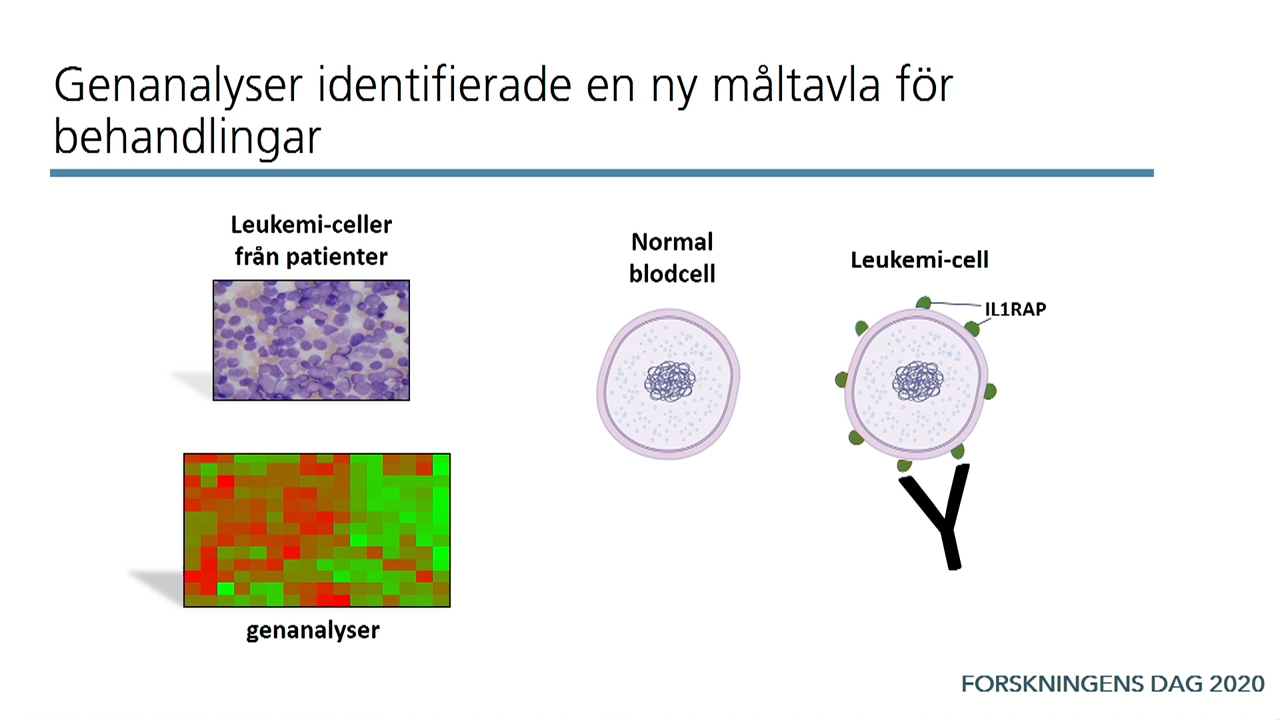 Genanalyser identifierade en ny måltavla för
behandlingar
Leukemi-celler
från patienter
Normal
blodcell
Leukemi-cell
IL1RAP
genanalyser
FORSKNINGENS DAG 2020